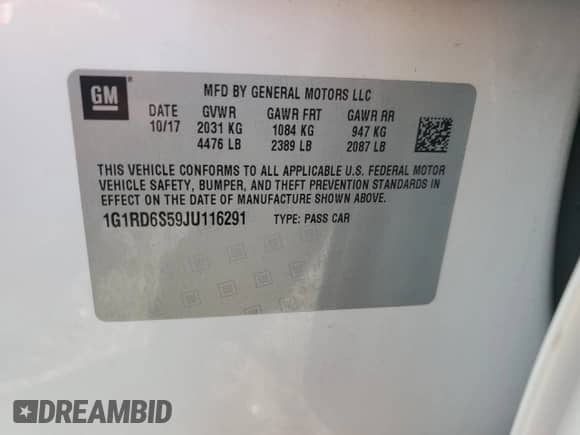 GM
MFD BY GENERAL MOTORS LLC
DATE GVWR GAWR FRT GAWR RR
10/17 2031 KG 1084 KG 947 KG
4476 LB 2389 LB 2087 LB
THIS VEHICLE CONFORMS TO ALL APPLICABLE U.S. FEDERAL MOTOR
VEHICLE SAFETY, BUMPER, AND THEFT PREVENTION STANDARDS IN
EFFECT ON THE DATE OF MANUFACTURE SHOWN ABOVE.
1G1RD6S59JU116291 TYPE: PASS CAR
DREAMBID